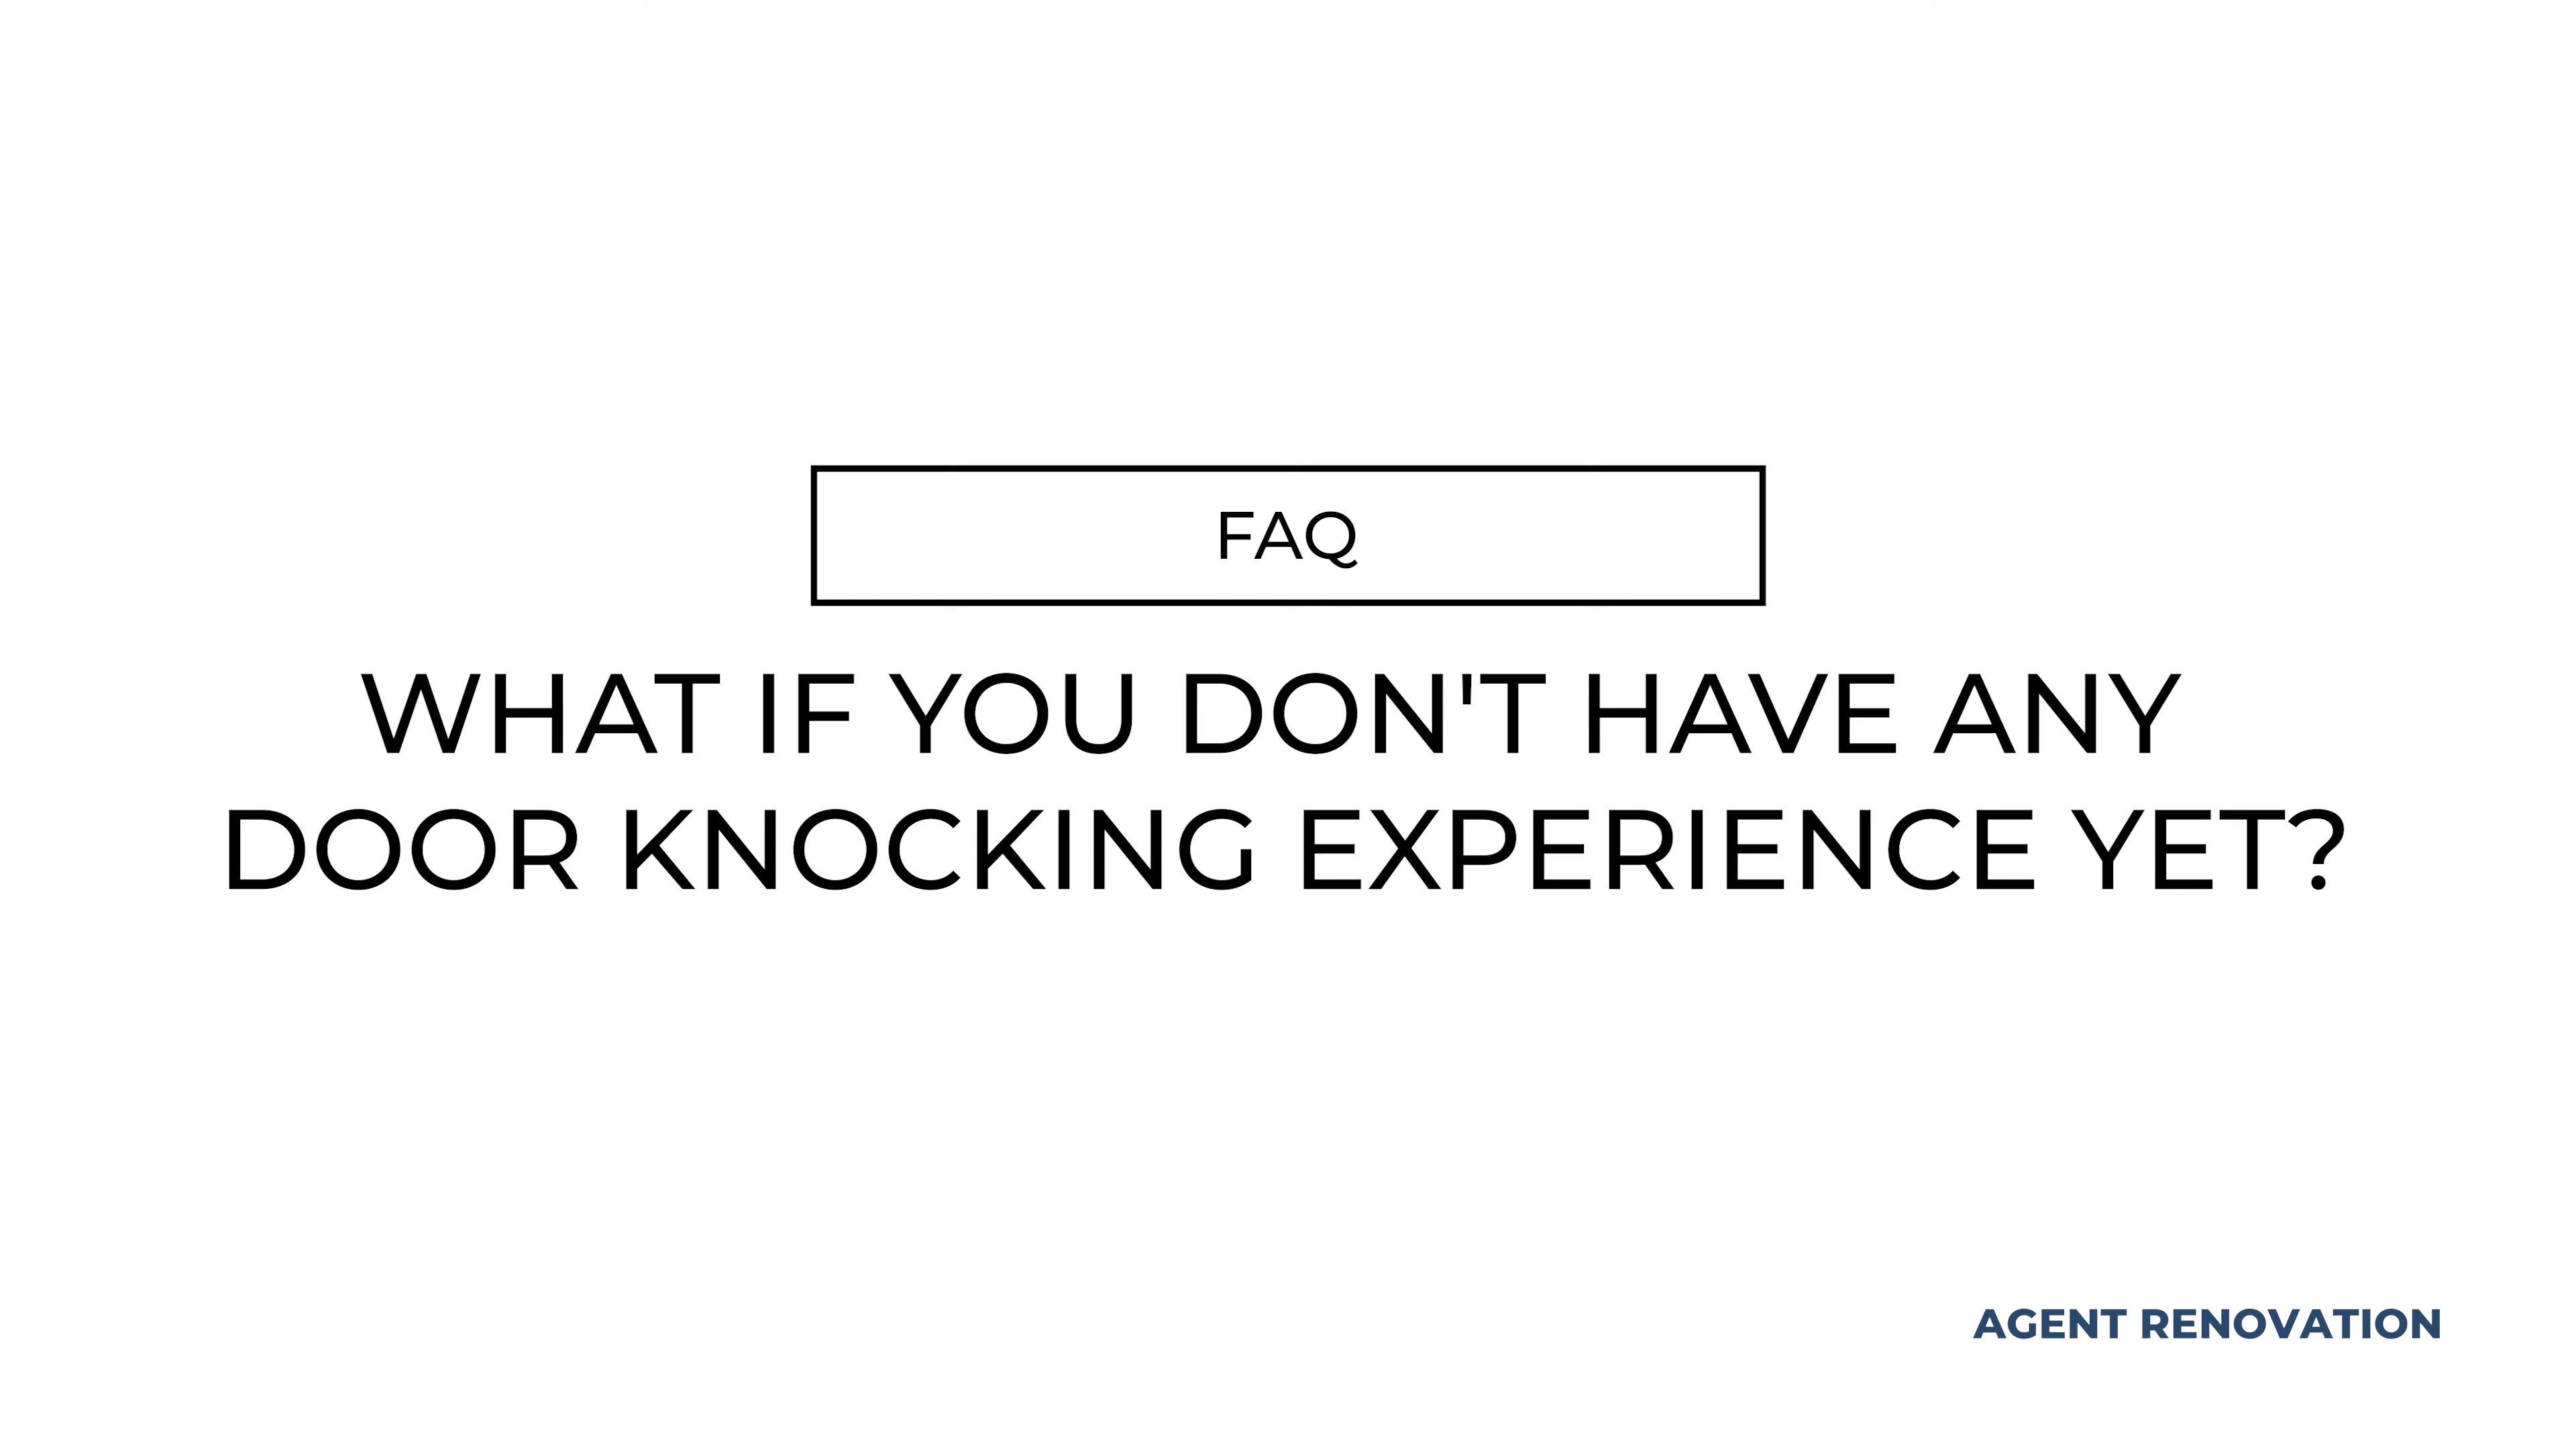 FAQ
WHAT IF YOU DON'T HAVE ANY
DOOR KNOCKING EXPERIENCE YET?
AGENT RENOVATION